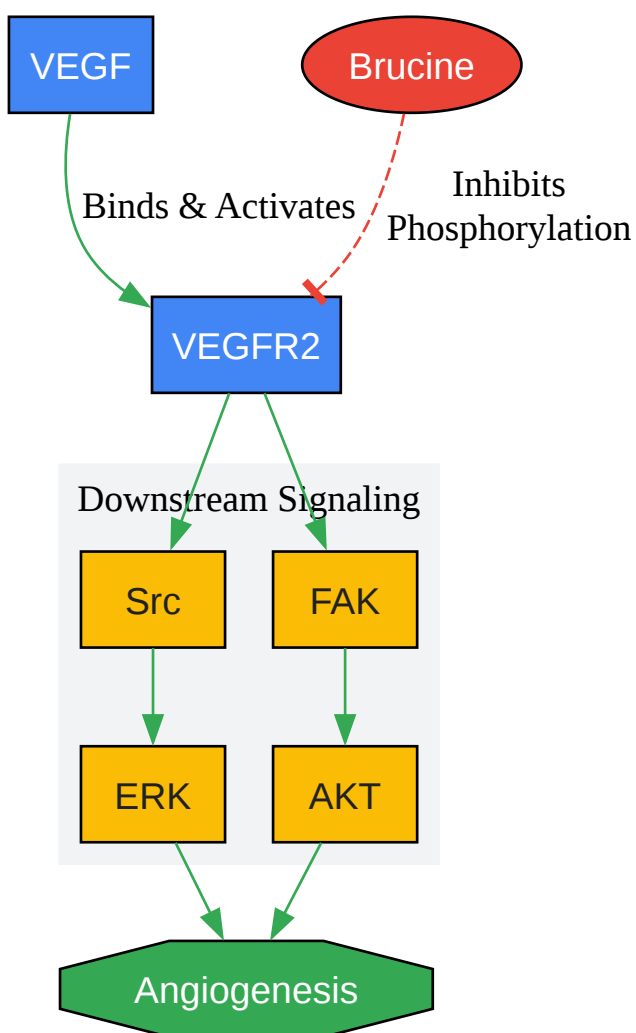 VEGF
Brucine
Binds & Activates
Inhibits
Phosphorylation
VEGFR2
Downstream Signaling
Src
FAK
ERK
AKT
Angiogenesis